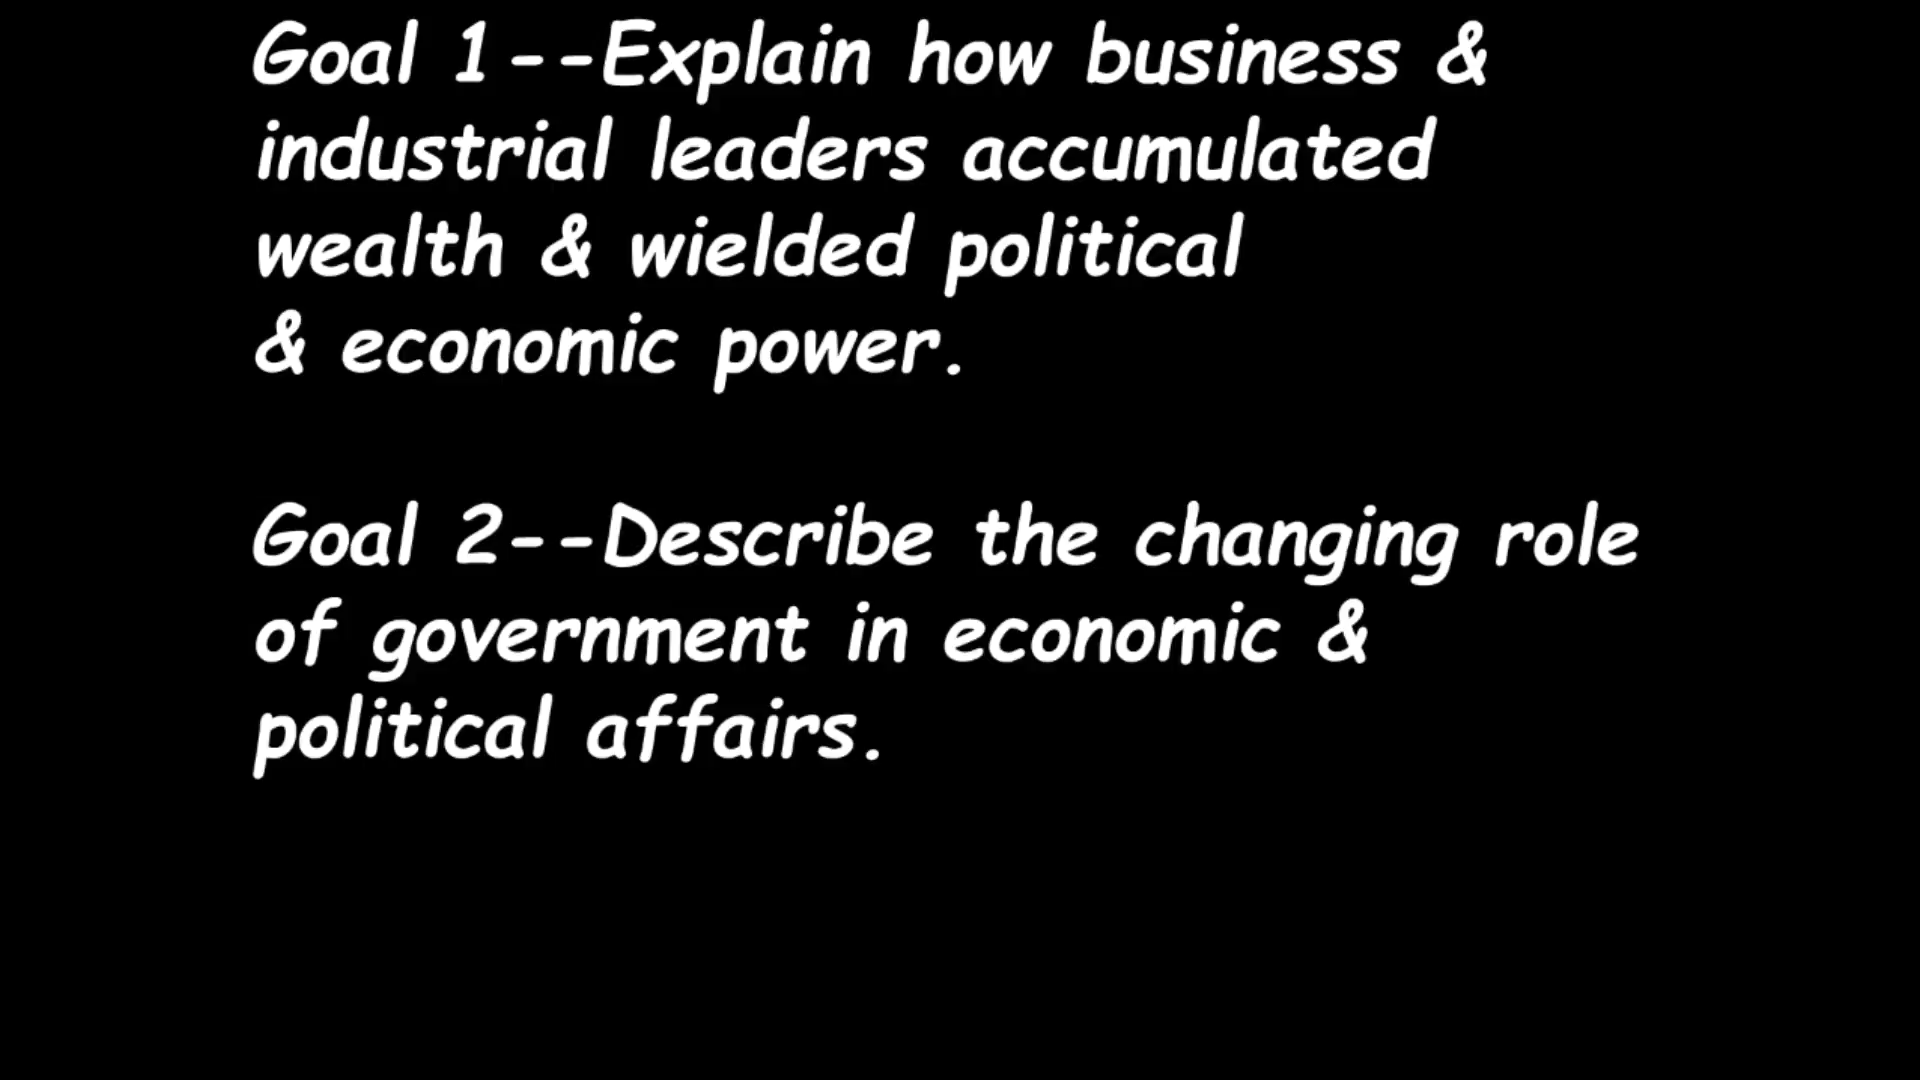 Goal 1--Explain how business &
industrial leaders accumulated
wealth & wielded political
& economic power.
Goal 2--Describe the changing role
of government in economic &
political affairs.